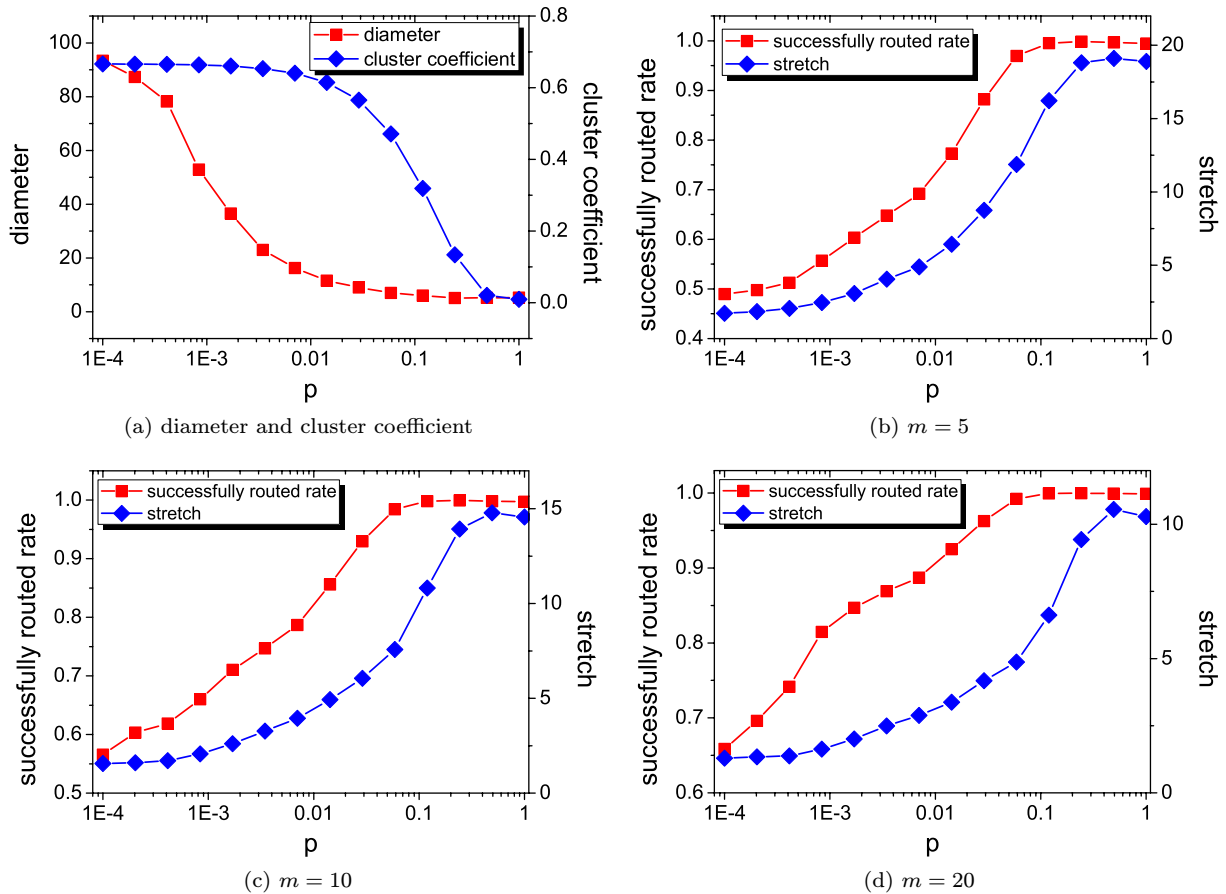 diameter
cluster coefficient
100
80
60
40
20
0
0.8
0.6
0.4
0.2
0.0
diameter
cluster coefficient
1E-4
1E-3
0.01
0.1
1
p
(a) diameter and cluster coefficient
successfully routed rate
stretch
1.0
0.9
0.8
0.7
0.6
0.5
0.4
20
15
10
5
0
successfully routed rate
stretch
1E-4
1E-3
0.01
0.1
1
p
(b) m = 5
successfully routed rate
stretch
1.0
0.9
0.8
0.7
0.6
0.5
15
10
5
0
successfully routed rate
stretch
1E-4
1E-3
0.01
0.1
1
p
(c) m = 10
successfully routed rate
stretch
1.0
0.9
0.8
0.7
0.6
10
5
0
successfully routed rate
stretch
1E-4
1E-3
0.01
0.1
1
p
(d) m = 20